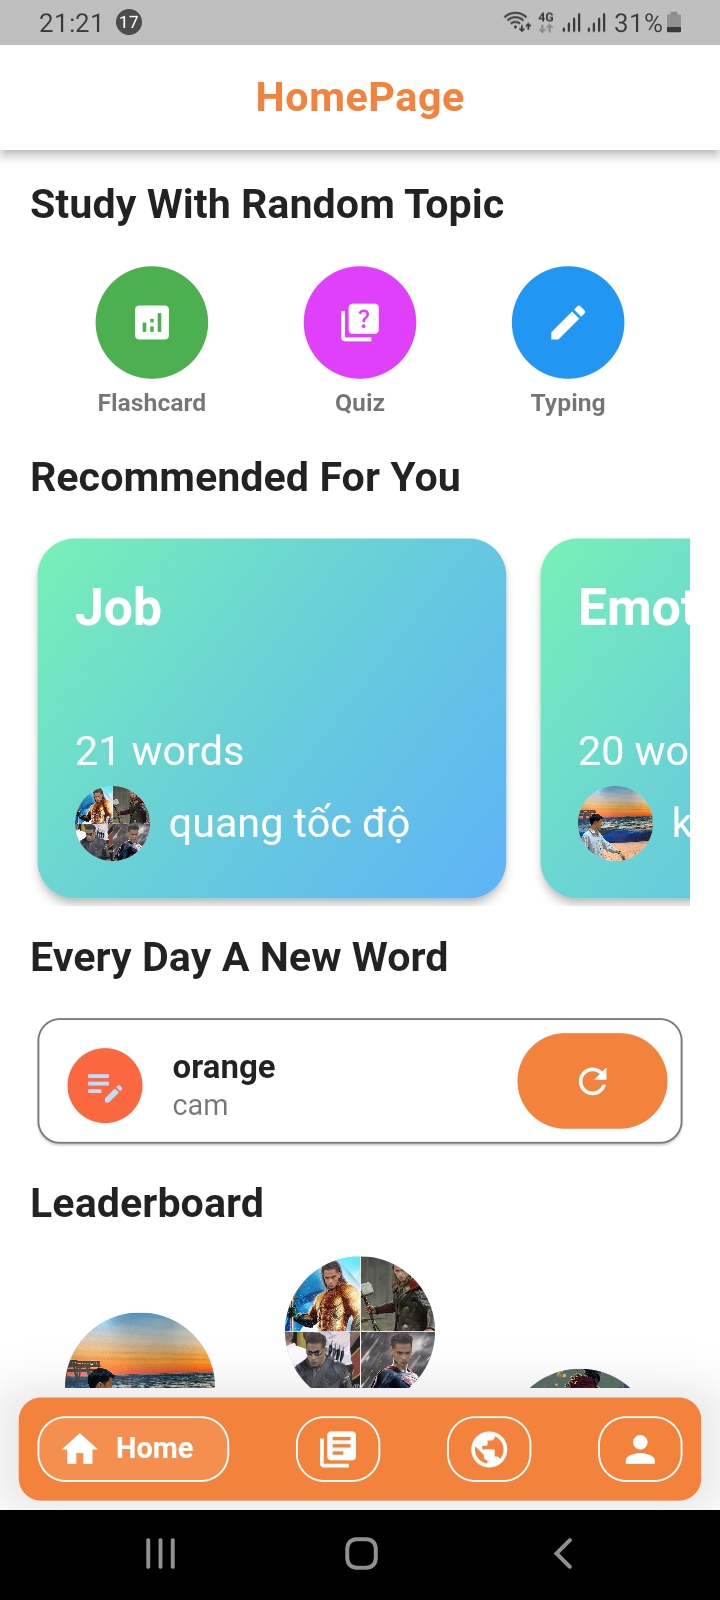 21:21 17 4G 31%
HomePage
Study With Random Topic
Flashcard Quiz Typing
Recommended For You
Job
21 words
quang tốc độ
Emot
20 wo
k
Every Day A New Word
orange
cam
Leaderboard
Home